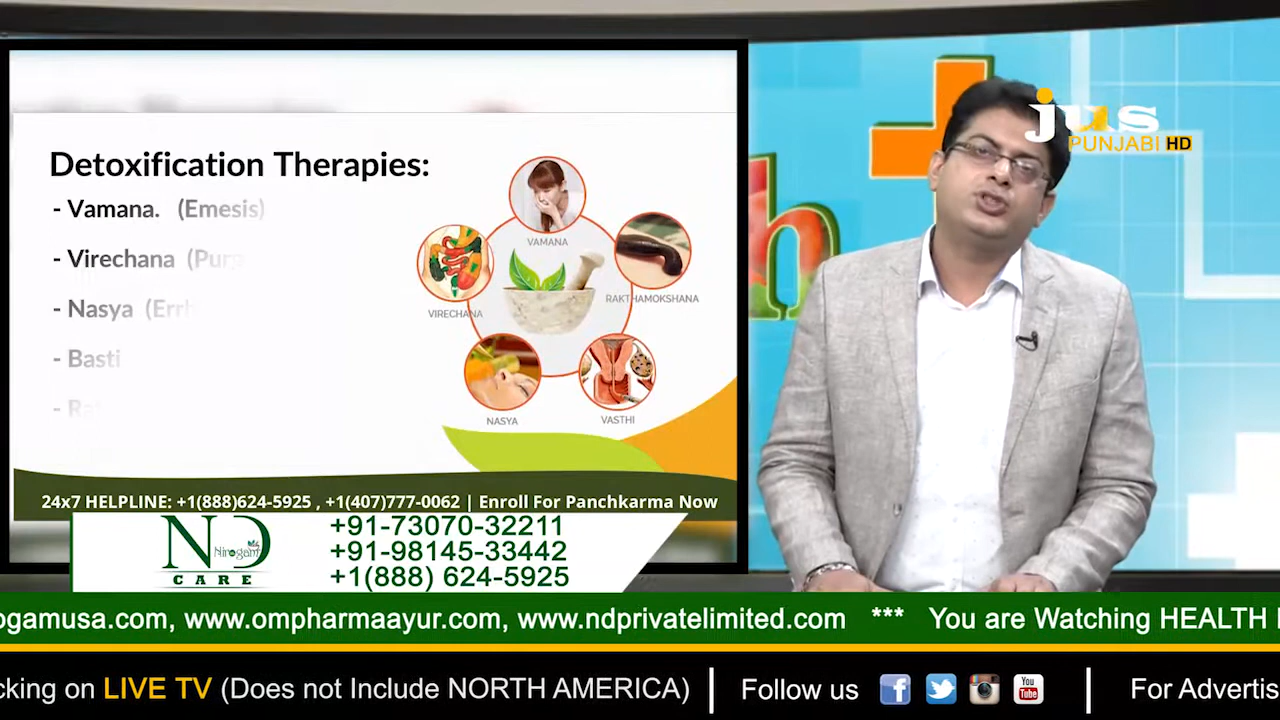 Detoxification Therapies:
- Vamana. (Emesis)
- Virechana
- Nasya
- Basti
VAMANA
RAKTHAMOKSHANA
VIRECHANA
NASYA
VASTHI
24x7 HELPLINE: +1(888)624-5925 , +1(407)777-0062 | Enroll For Panchkarma Now
ND
Nirogam
CARE
+91-73070-32211
+91-98145-33442
+1(888) 624-5925
jus
PUNJABI HD
ogamusa.com, www.ompharmaayur.com, www.ndprivatelimited.com *** You are Watching HEALTH
cking on LIVE TV (Does not Include NORTH AMERICA) | Follow us f You Tube | For Advertis